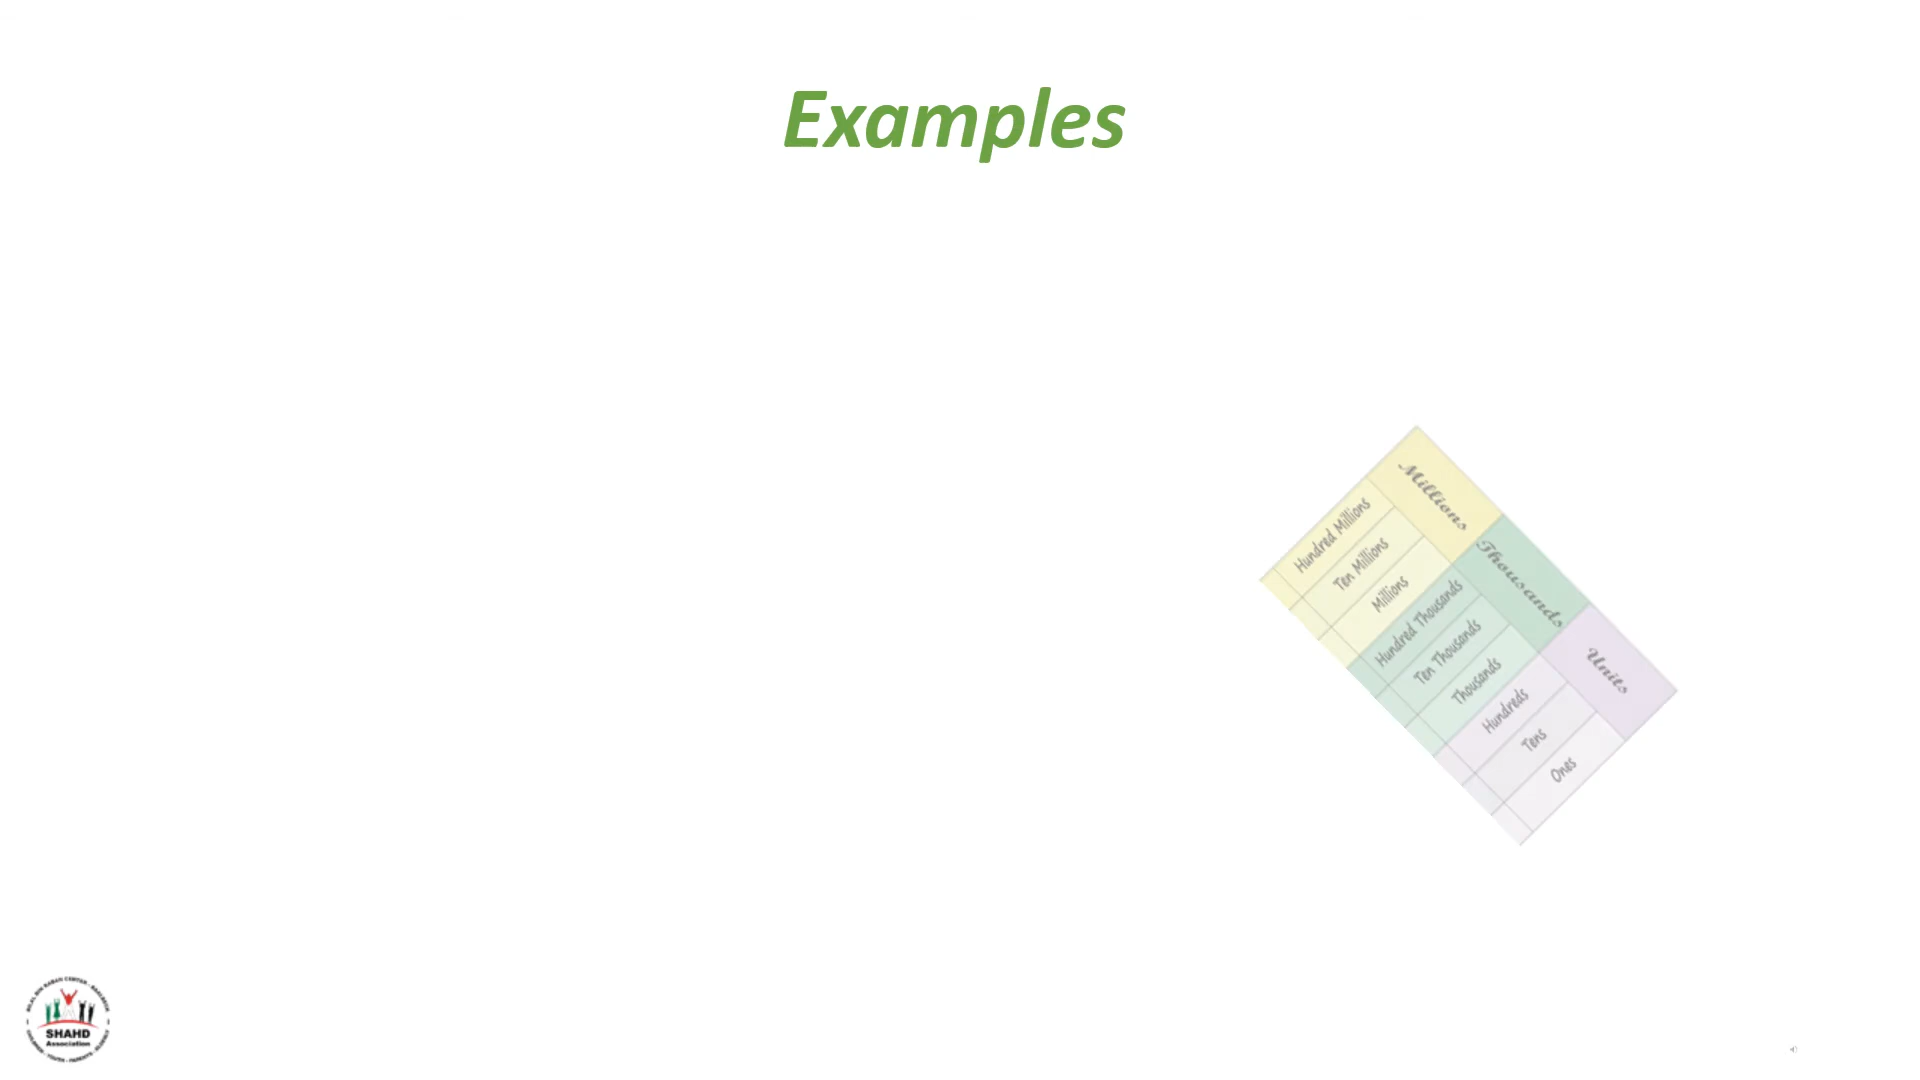 Examples
Millions
Thousands
Units
Hundred Millions
Ten Millions
Millions
Hundred Thousands
Ten Thousands
Thousands
Hundreds
Tens
Ones
SHAHD
Association